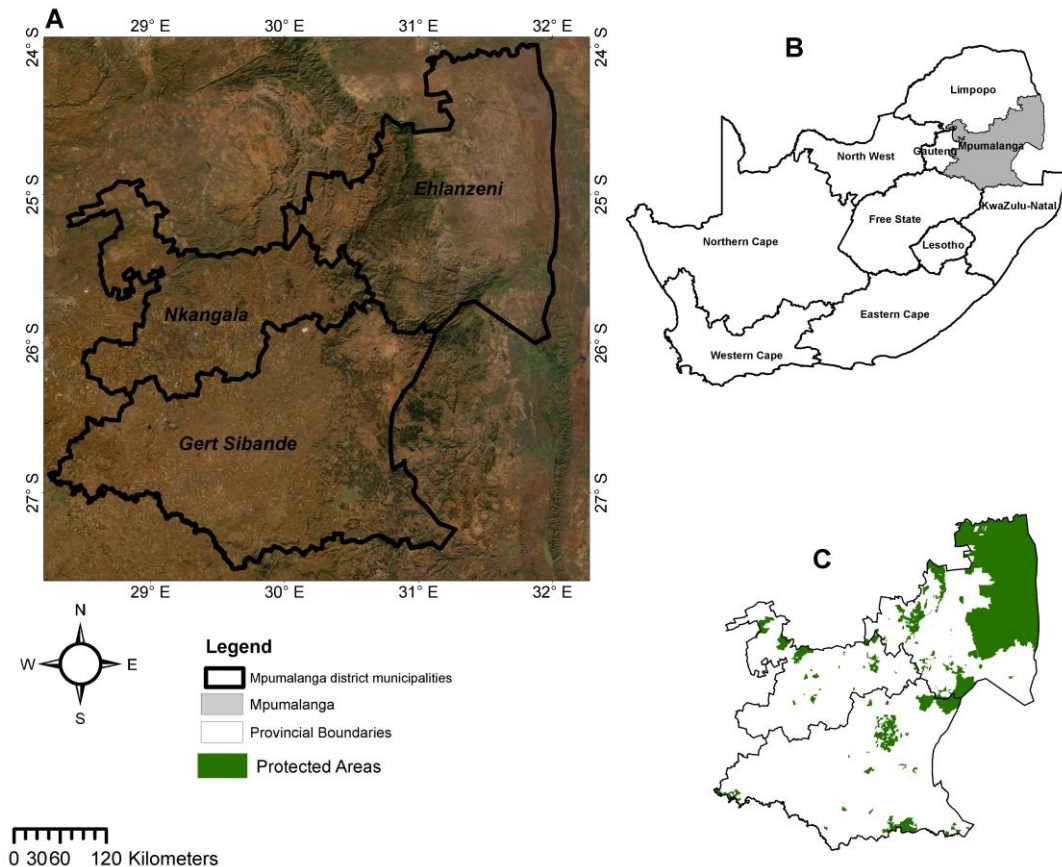 A
29° E 30° E 31° E 32° E
24° S 24° S
25° S 25° S
26° S 26° S
27° S 27° S
Ehlanzeni
Nkangala
Gert Sibande
29° E 30° E 31° E 32° E
B
Limpopo
North West
Gauteng
Mpumalanga
Free State
KwaZulu-Natal
Lesotho
Northern Cape
Eastern Cape
Western Cape
C
N
W E
S
Legend
Mpumalanga district municipalities
Mpumalanga
Provincial Boundaries
Protected Areas
0 30 60 120 Kilometers